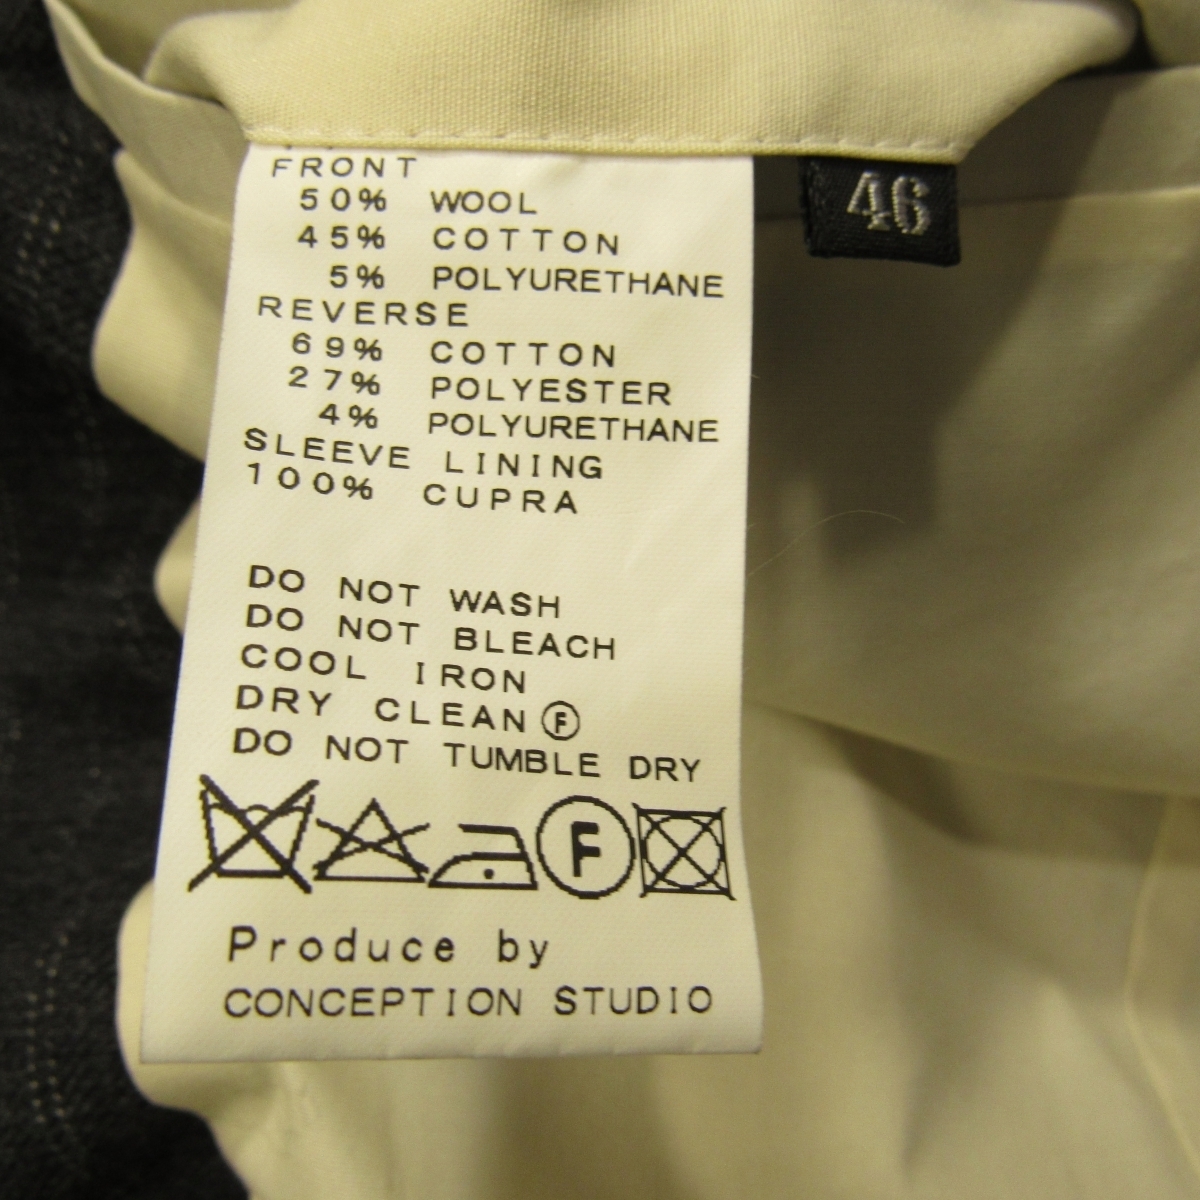 FRONT
50% WOOL
45% COTTON
5% POLYURETHANE
REVERSE
69% COTTON
27% POLYESTER
4% POLYURETHANE
SLEEVE LINING
100% CUPRA
DO NOT WASH
DO NOT BLEACH
COOL IRON
DRY CLEAN Ⓕ
DO NOT TUMBLE DRY
F
Produce by
CONCEPTION STUDIO
46